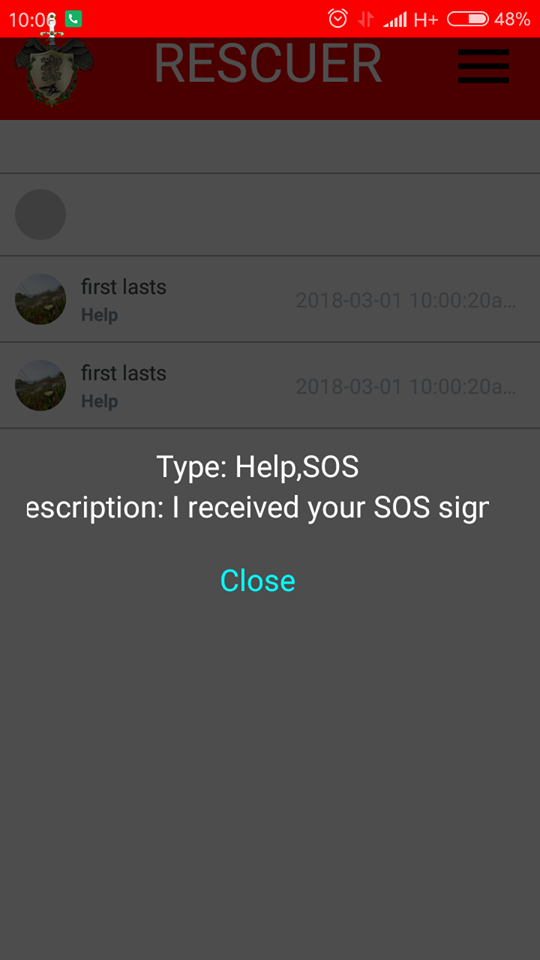 10:06
H+ 48%
RESCUER
first lasts
Help
2018-03-01 10:00:20a...
first lasts
Help
2018-03-01 10:00:20a...
Type: Help,SOS
escription: I received your SOS sign
Close